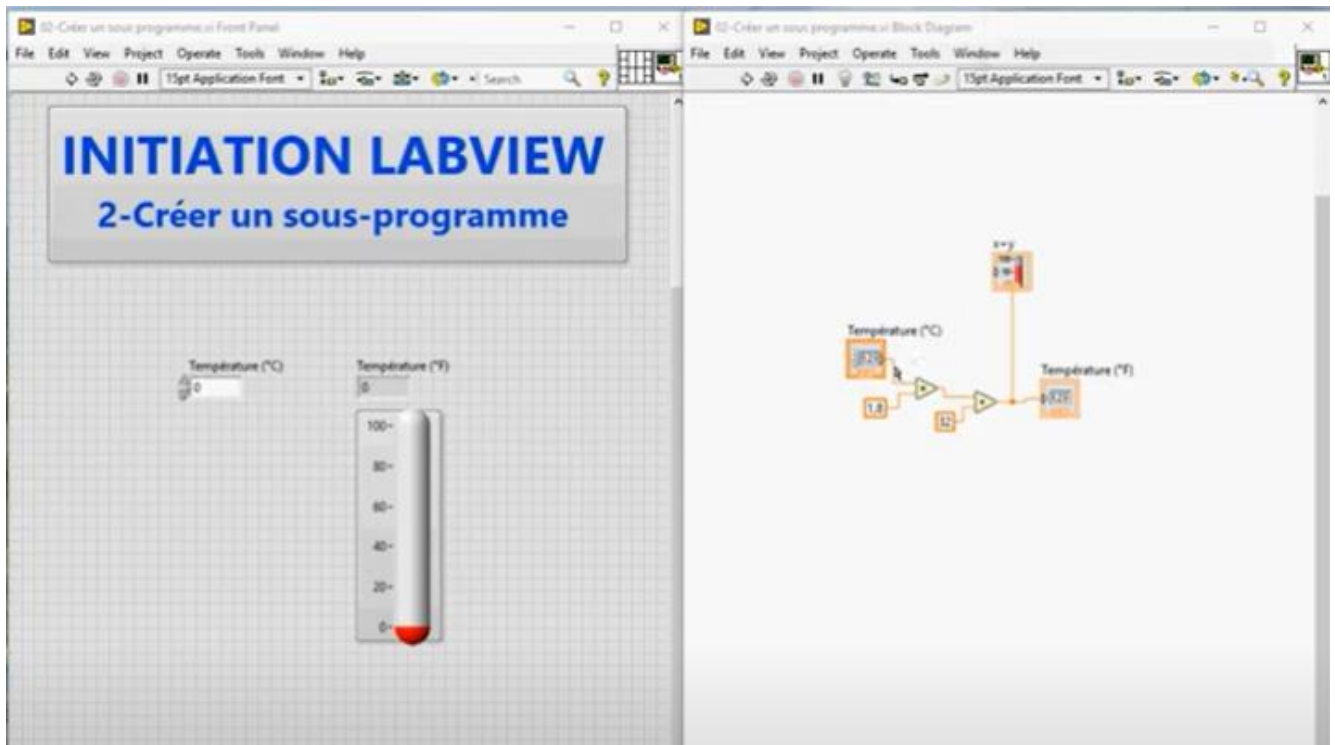 02-Créer un sous programme.vi Front Panel
File Edit View Project Operate Tools Window Help
15pt Application Font
Search
INITIATION LABVIEW
2-Créer un sous-programme
Température (°C)
0
Température (°F)
0
100
80
60
40
20
0
02-Créer un sous programme.vi Block Diagram
File Edit View Project Operate Tools Window Help
15pt Application Font
Température (°C)
1.8
32
Température (°F)